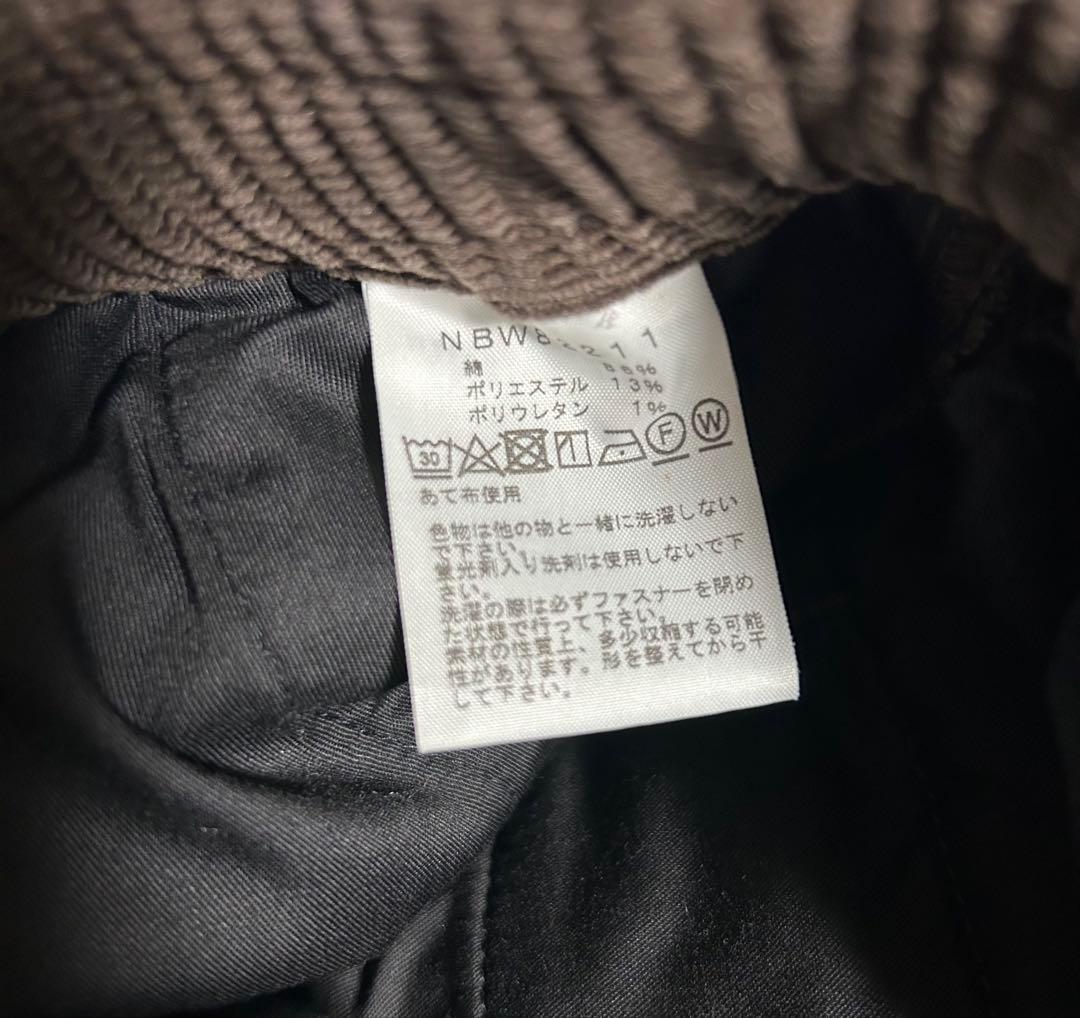 NBW82211
綿 86%
ポリエステル 13%
ポリウレタン 1%
30 F W
あて布使用
色物は他の物と一緒に洗濯しない
で下さい。
蛍光剤入り洗剤は使用しないで下
さい。
洗濯の際は必ずファスナーを閉め
た状態で行って下さい。
素材の性質上、多少収縮する可能
性があります。形を整えてから干
して下さい。